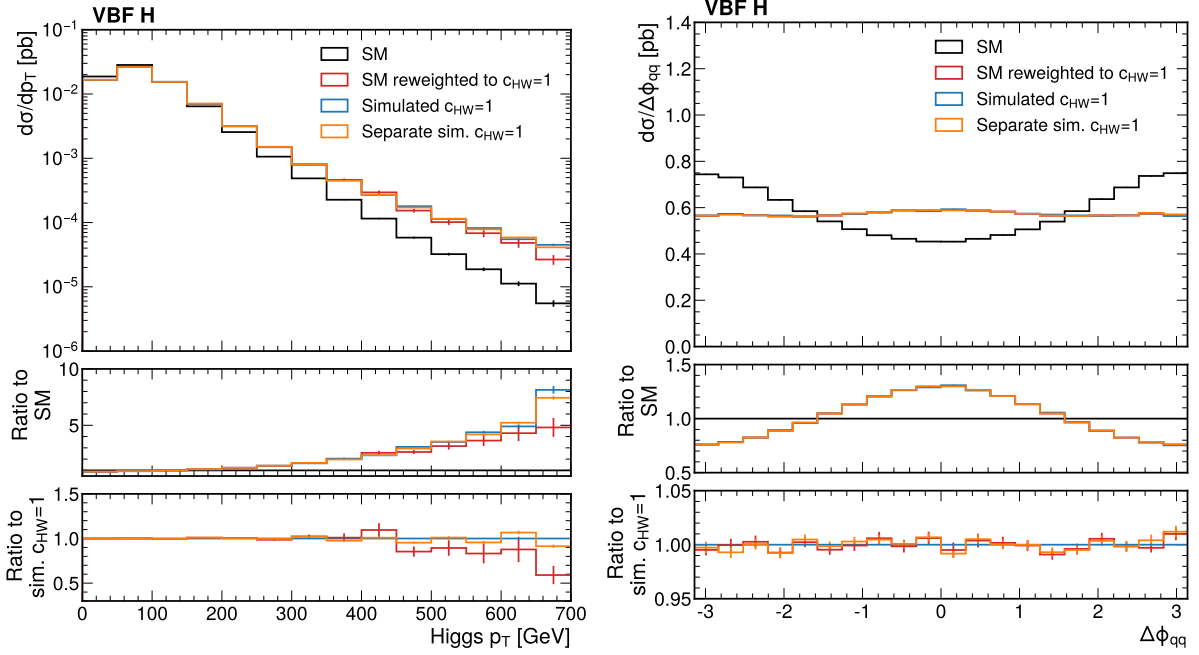 VBF H
dσ/dp_T [pb]
10⁻¹
10⁻²
10⁻³
10⁻⁴
10⁻⁵
10⁻⁶
SM
SM reweighted to c_HW=1
Simulated c_HW=1
Separate sim. c_HW=1
Ratio to
SM
10
5
Ratio to
sim. c_HW=1
1.5
1.0
0.5
0 100 200 300 400 500 600 700
Higgs p_T [GeV]
VBF H
dσ/Δϕ_qq [pb]
1.4
1.2
1.0
0.8
0.6
0.4
0.2
0.0
SM
SM reweighted to c_HW=1
Simulated c_HW=1
Separate sim. c_HW=1
Ratio to
SM
1.5
1.0
0.5
Ratio to
sim. c_HW=1
1.05
1.00
0.95
-3 -2 -1 0 1 2 3
Δϕ_qq